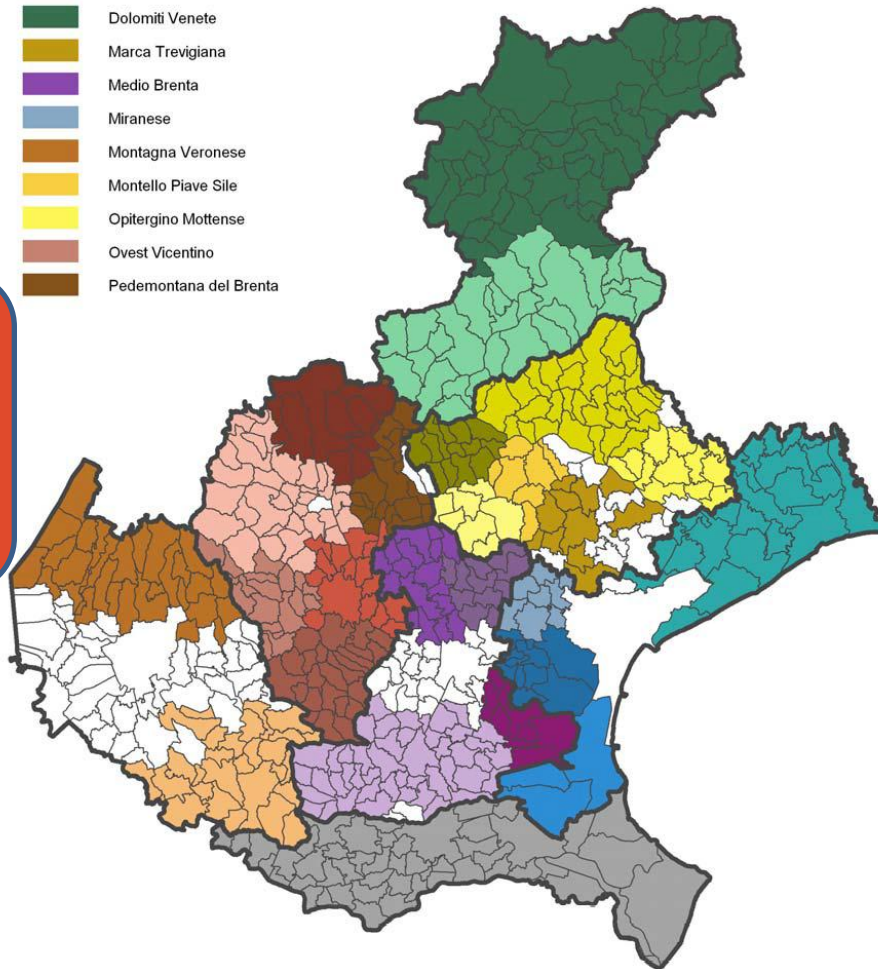 Dolomiti Venete
Marca Trevigiana
Medio Brenta
Miranese
Montagna Veronese
Montello Piave Sile
Opitergino Mottense
Ovest Vicentino
Pedemontana del Brenta